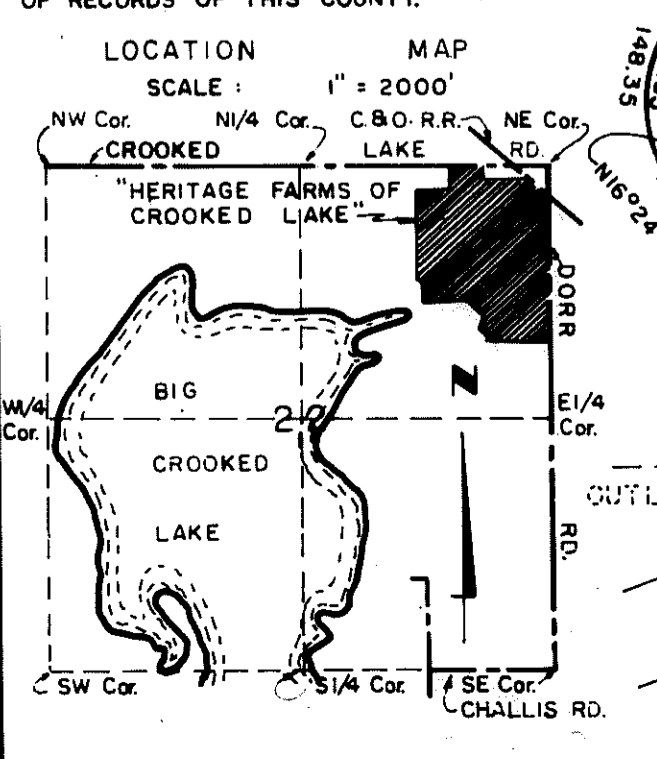 OF RECORDS OF THIS COUNTY.
LOCATION MAP
SCALE : 1" = 2000'
NW Cor. N1/4 Cor. C.&O. R.R. NE Cor.
CROOKED LAKE RD.
"HERITAGE FARMS OF
CROOKED LAKE"
148.35
N16°24
DORR
BIG
N
W1/4
Cor.
E1/4
Cor.
CROOKED
OUTL
LAKE
RD.
SW Cor. S1/4 Cor. SE Cor.
CHALLIS RD.